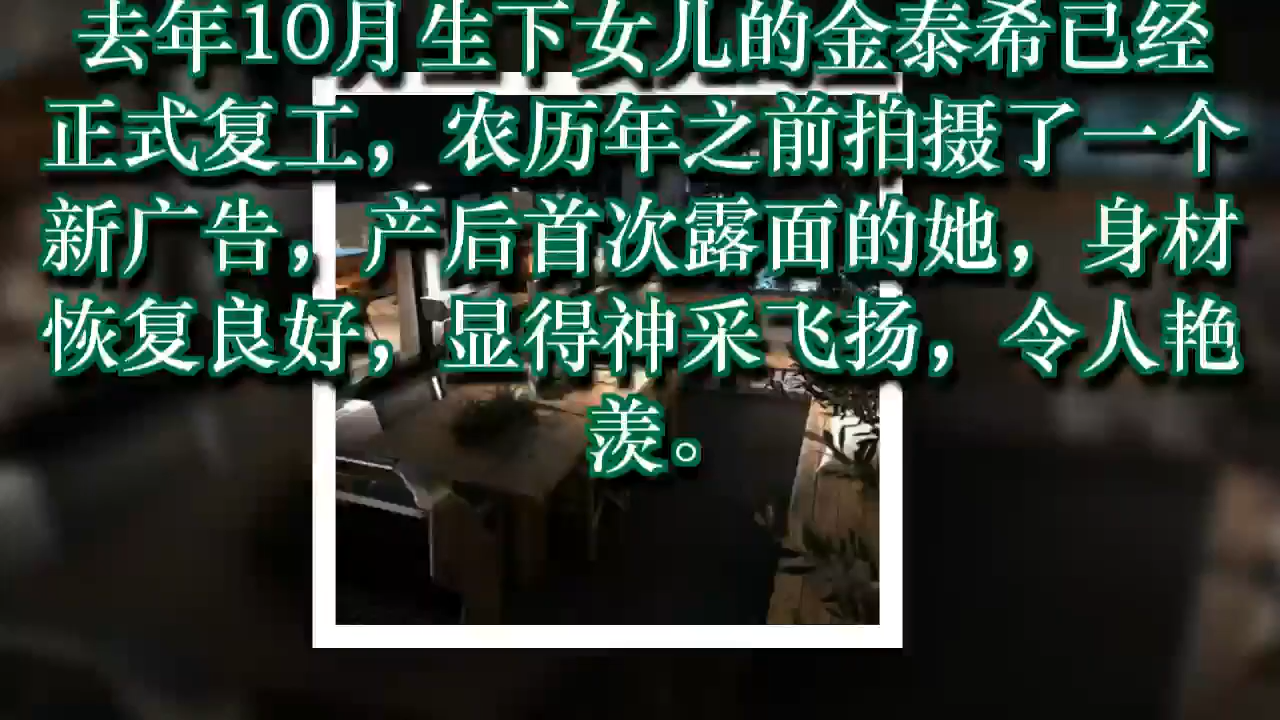 去年10月生下女儿的金泰希已经
正式复工，农历年之前拍摄了一个
新广告，产后首次露面的她，身材
恢复良好，显得神采飞扬，令人艳
羡。